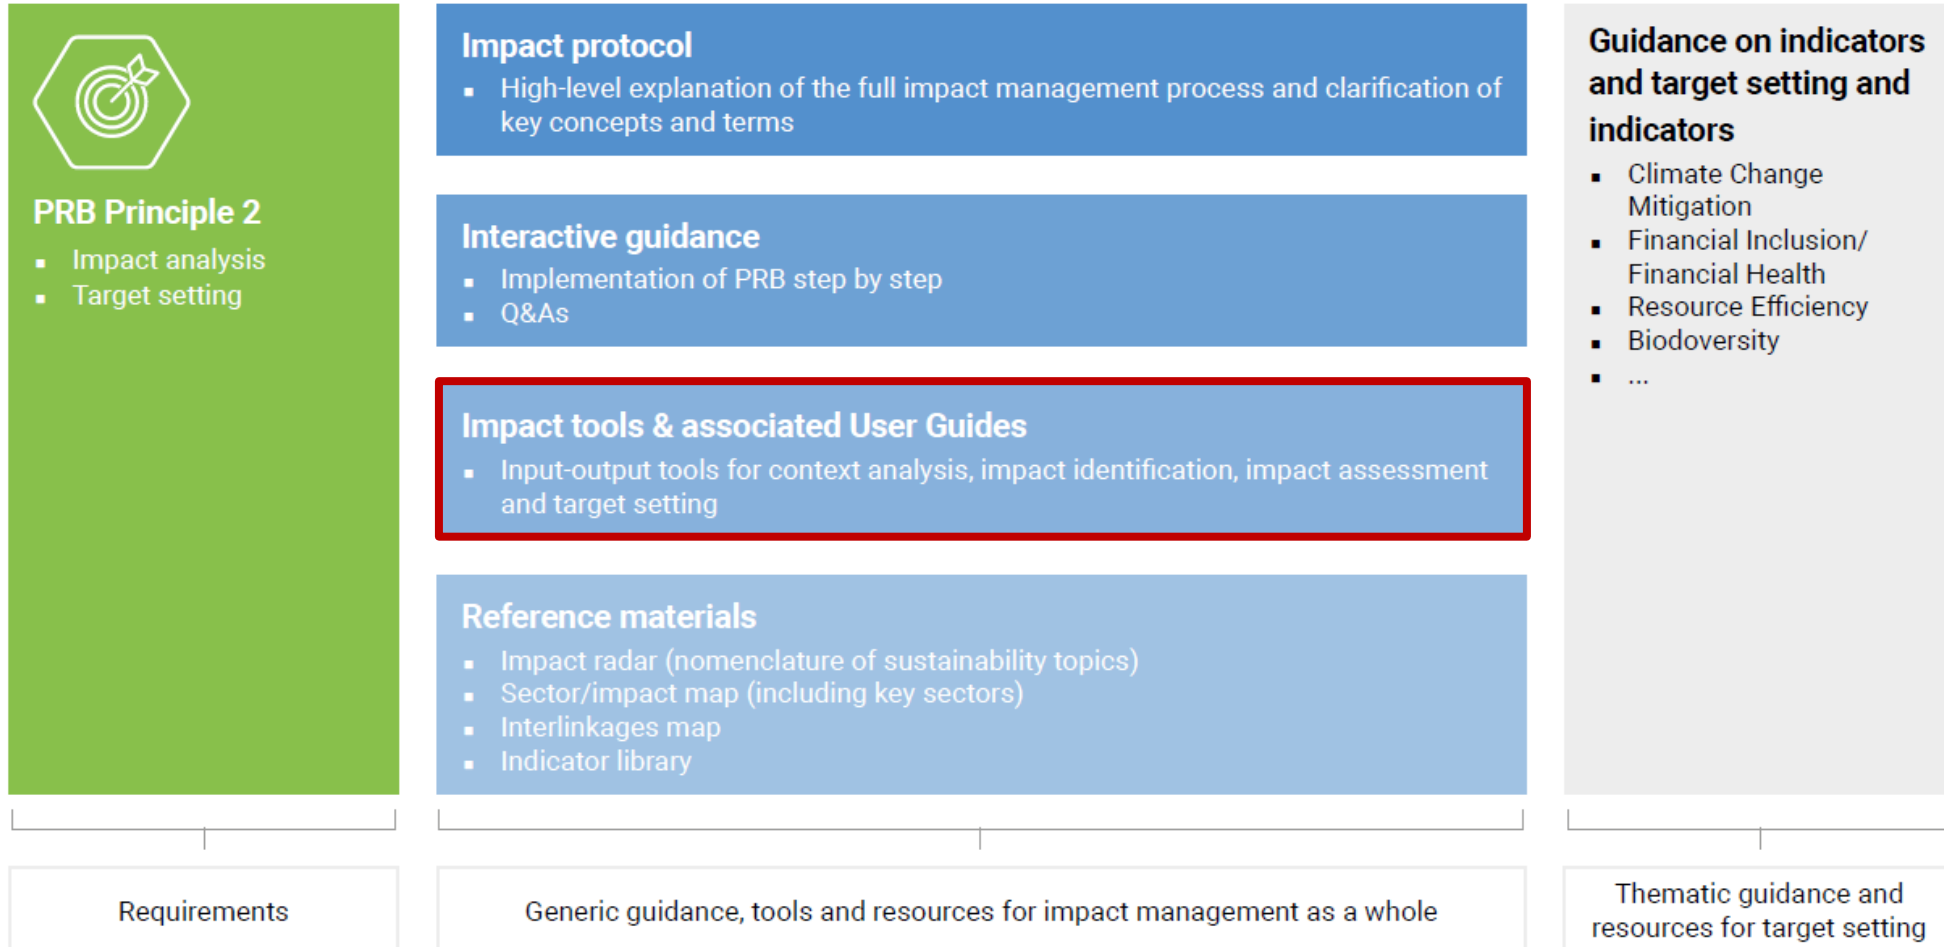 PRB Principle 2
▪ Impact analysis
▪ Target setting
Impact protocol
▪ High-level explanation of the full impact management process and clarification of
key concepts and terms
Interactive guidance
▪ Implementation of PRB step by step
▪ Q&As
Impact tools & associated User Guides
▪ Input-output tools for context analysis, impact identification, impact assessment
and target setting
Reference materials
▪ Impact radar (nomenclature of sustainability topics)
▪ Sector/impact map (including key sectors)
▪ Interlinkages map
▪ Indicator library
Guidance on indicators
and target setting and
indicators
▪ Climate Change
Mitigation
▪ Financial Inclusion/
Financial Health
▪ Resource Efficiency
▪ Biodoversity
▪ ...
Requirements
Generic guidance, tools and resources for impact management as a whole
Thematic guidance and
resources for target setting